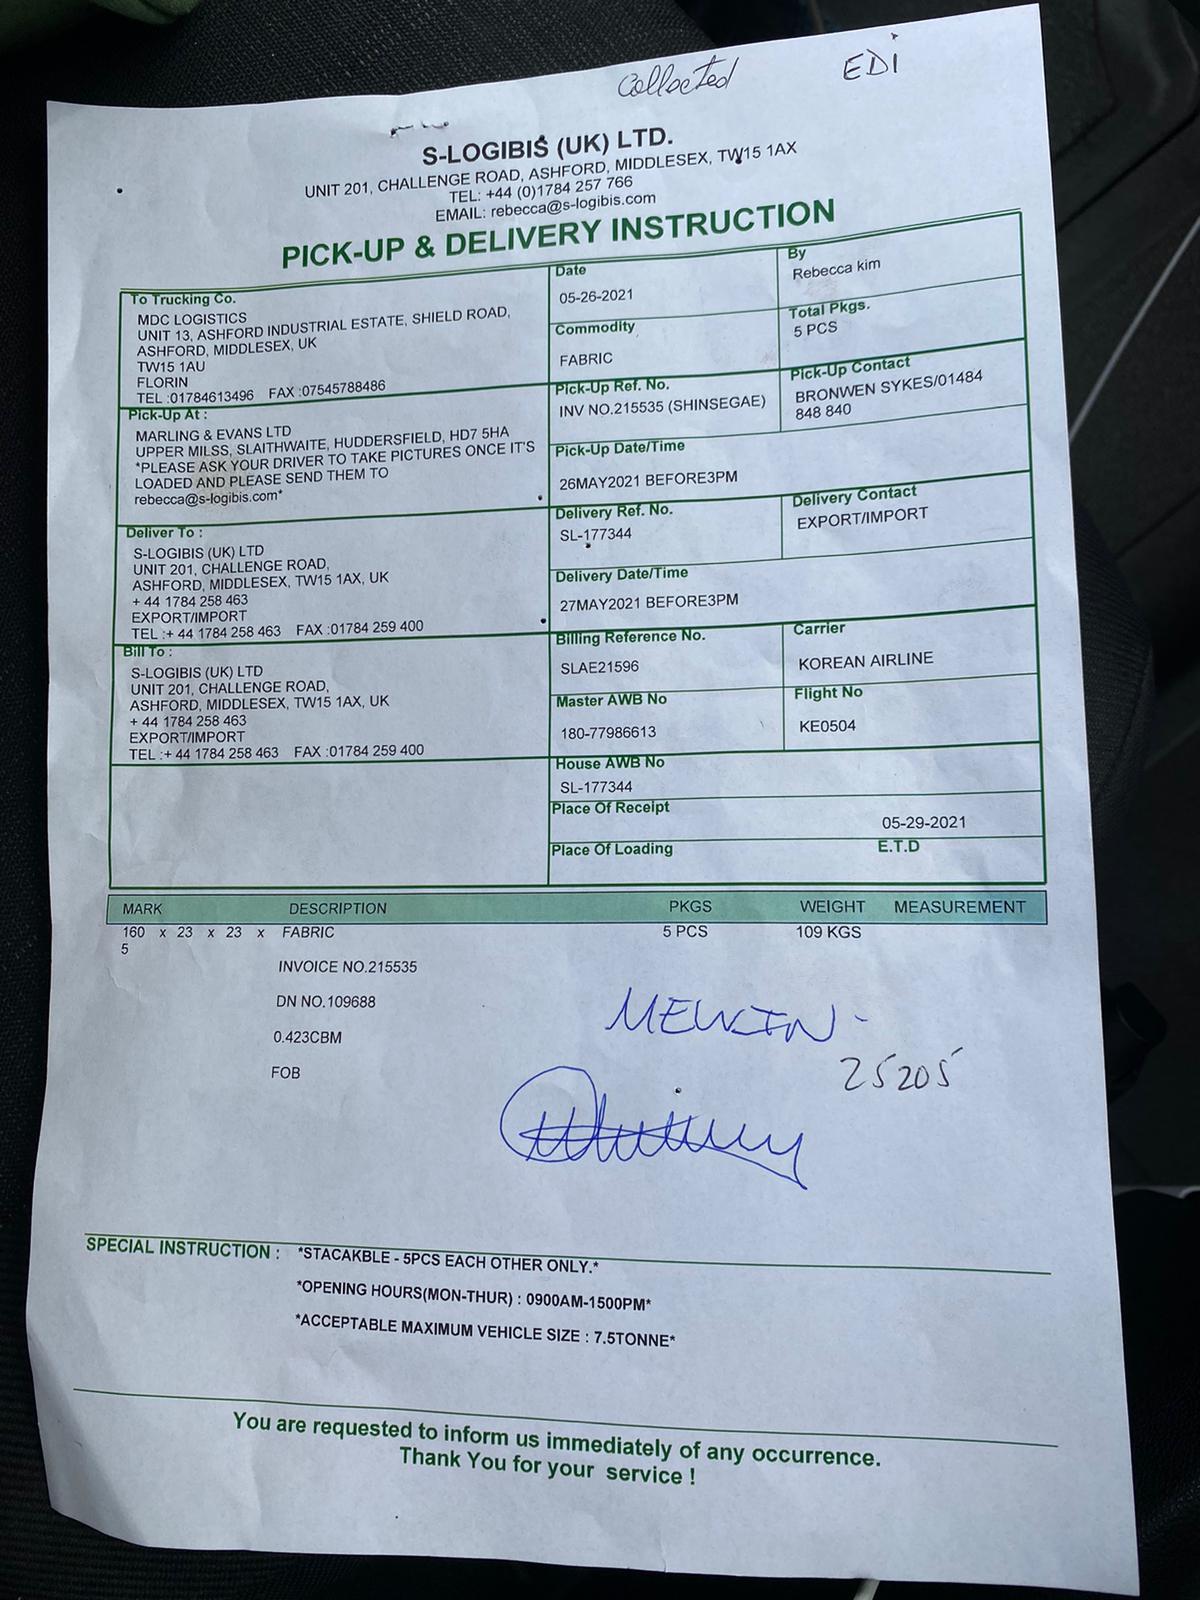 Collected
EDi
S-LOGIBIS (UK) LTD.
UNIT 201, CHALLENGE ROAD, ASHFORD, MIDDLESEX, TW15 1AX
TEL: +44 (0)1784 257 766
EMAIL: rebecca@s-logibis.com
PICK-UP & DELIVERY INSTRUCTION
To Trucking Co.
MDC LOGISTICS
UNIT 13, ASHFORD INDUSTRIAL ESTATE, SHIELD ROAD,
ASHFORD, MIDDLESEX, UK
TW15 1AU
FLORIN
TEL :01784613496 FAX :07545788486
Date
05-26-2021
By
Rebecca kim
Commodity
FABRIC
Total Pkgs.
5 PCS
Pick-Up At :
MARLING & EVANS LTD
UPPER MILSS, SLAITHWAITE, HUDDERSFIELD, HD7 5HA
*PLEASE ASK YOUR DRIVER TO TAKE PICTURES ONCE IT'S
LOADED AND PLEASE SEND THEM TO
rebecca@s-logibis.com*
Pick-Up Ref. No.
INV NO.215535 (SHINSEGAE)
Pick-Up Contact
BRONWEN SYKES/01484
848 840
Pick-Up Date/Time
26MAY2021 BEFORE3PM
Deliver To :
S-LOGIBIS (UK) LTD
UNIT 201, CHALLENGE ROAD,
ASHFORD, MIDDLESEX, TW15 1AX, UK
+ 44 1784 258 463
EXPORT/IMPORT
TEL :+ 44 1784 258 463 FAX :01784 259 400
Delivery Ref. No.
SL-177344
Delivery Contact
EXPORT/IMPORT
Delivery Date/Time
27MAY2021 BEFORE3PM
Bill To :
S-LOGIBIS (UK) LTD
UNIT 201, CHALLENGE ROAD,
ASHFORD, MIDDLESEX, TW15 1AX, UK
+ 44 1784 258 463
EXPORT/IMPORT
TEL :+ 44 1784 258 463 FAX :01784 259 400
Billing Reference No.
SLAE21596
Carrier
KOREAN AIRLINE
Master AWB No
180-77986613
Flight No
KE0504
House AWB No
SL-177344
Place Of Receipt
05-29-2021
Place Of Loading E.T.D
MARK DESCRIPTION PKGS WEIGHT MEASUREMENT
160 x 23 x 23 x FABRIC 5 PCS 109 KGS
5
INVOICE NO.215535
DN NO.109688
0.423CBM
FOB
25205
SPECIAL INSTRUCTION : *STACAKBLE - 5PCS EACH OTHER ONLY.*
*OPENING HOURS(MON-THUR) : 0900AM-1500PM*
*ACCEPTABLE MAXIMUM VEHICLE SIZE : 7.5TONNE*
You are requested to inform us immediately of any occurrence.
Thank You for your service !